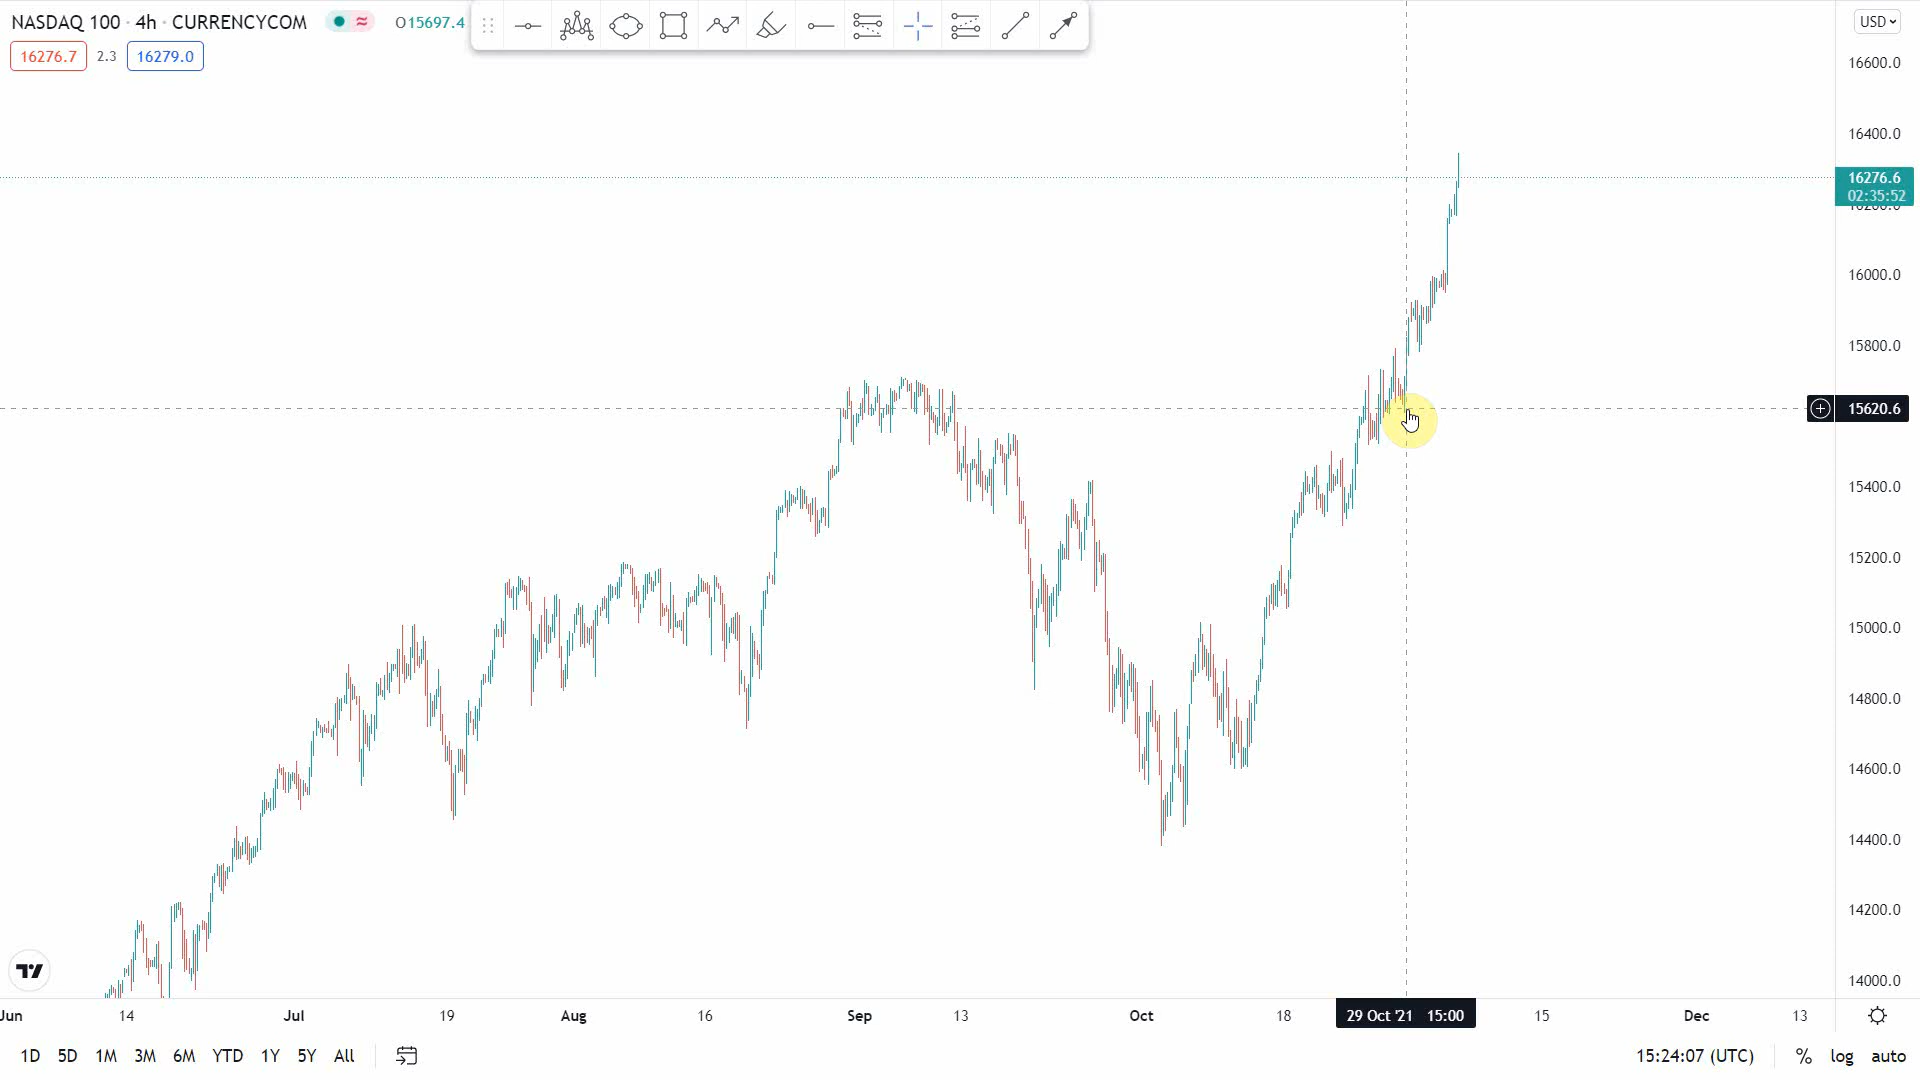 NASDAQ 100 · 4h · CURRENCYCOM
O15697.4
USD
16276.7
2.3
16279.0
16600.0
16400.0
16276.6
02:35:52
16000.0
15800.0
15620.6
15400.0
15200.0
15000.0
14800.0
14600.0
14400.0
14200.0
14000.0
Jun
14
Jul
19
Aug
16
Sep
13
Oct
18
29 Oct '21 15:00
15
Dec
13
1D
5D
1M
3M
6M
YTD
1Y
5Y
All
15:24:07 (UTC)
%
log
auto